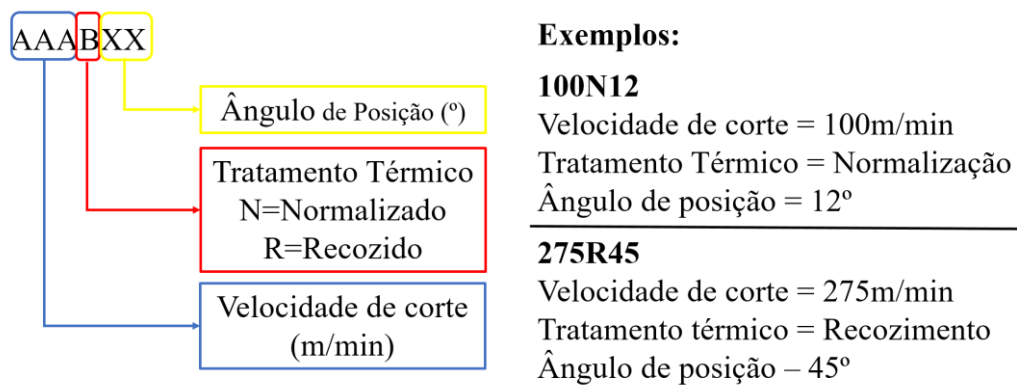 AAABXX
Ângulo de Posição (º)
Tratamento Térmico
N=Normalizado
R=Recozido
Velocidade de corte
(m/min)
Exemplos:
100N12
Velocidade de corte = 100m/min
Tratamento Térmico = Normalização
Ângulo de posição = 12º
275R45
Velocidade de corte = 275m/min
Tratamento térmico = Recozimento
Ângulo de posição – 45º